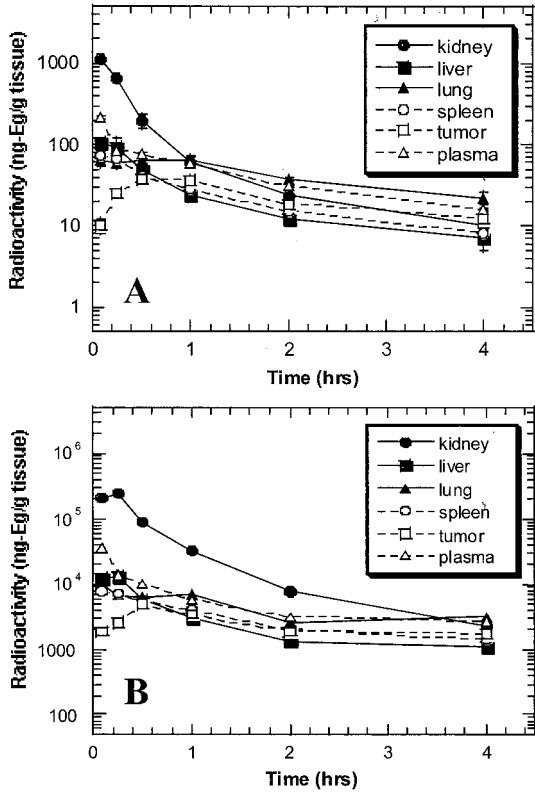 1000
100
10
1
Radioactivity (ng-Eg/g tissue)
kidney
liver
lung
spleen
tumor
plasma
A
0 1 2 4
Time (hrs)
10^6
10^5
10^4
1000
100
Radioactivity (ng-Eg/g tissue)
kidney
liver
lung
spleen
tumor
plasma
B
0 1 2 4
Time (hrs)